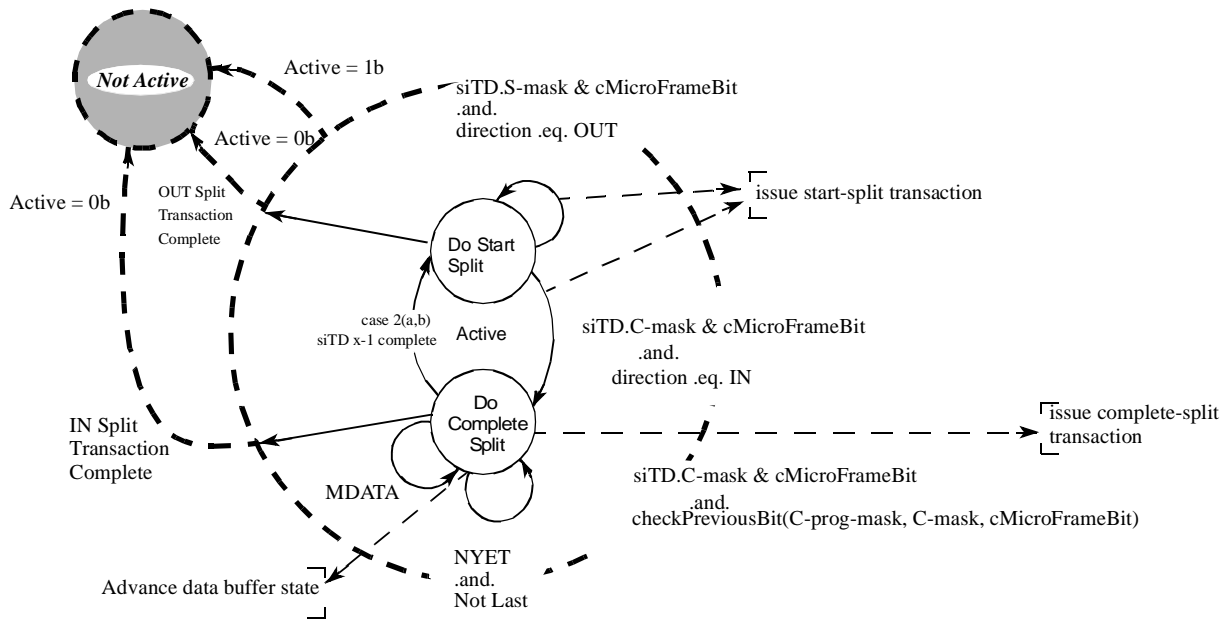 Not Active
Active = 1b
Active = 0b
Active = 0b
OUT Split
Transaction
Complete
siTD.S-mask & cMicroFrameBit
.and.
direction .eq. OUT
issue start-split transaction
Do Start
Split
case 2(a,b)
siTD x-1 complete
Active
siTD.C-mask & cMicroFrameBit
.and.
direction .eq. IN
Do
Complete
Split
IN Split
Transaction
Complete
issue complete-split
transaction
siTD.C-mask & cMicroFrameBit
.and.
checkPreviousBit(C-prog-mask, C-mask, cMicroFrameBit)
MDATA
NYET
.and.
Not Last
Advance data buffer state